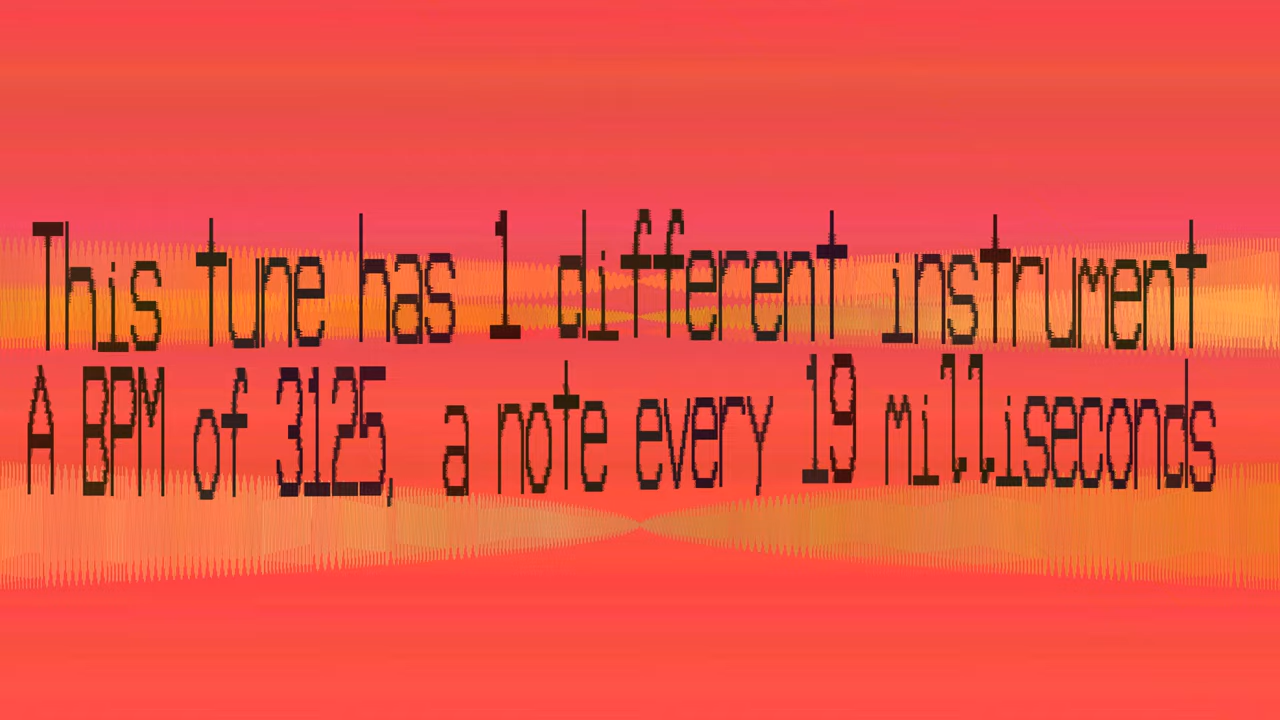 This tune has 1 different instrument
A BPM of 3125, a note every 19 milliseconds